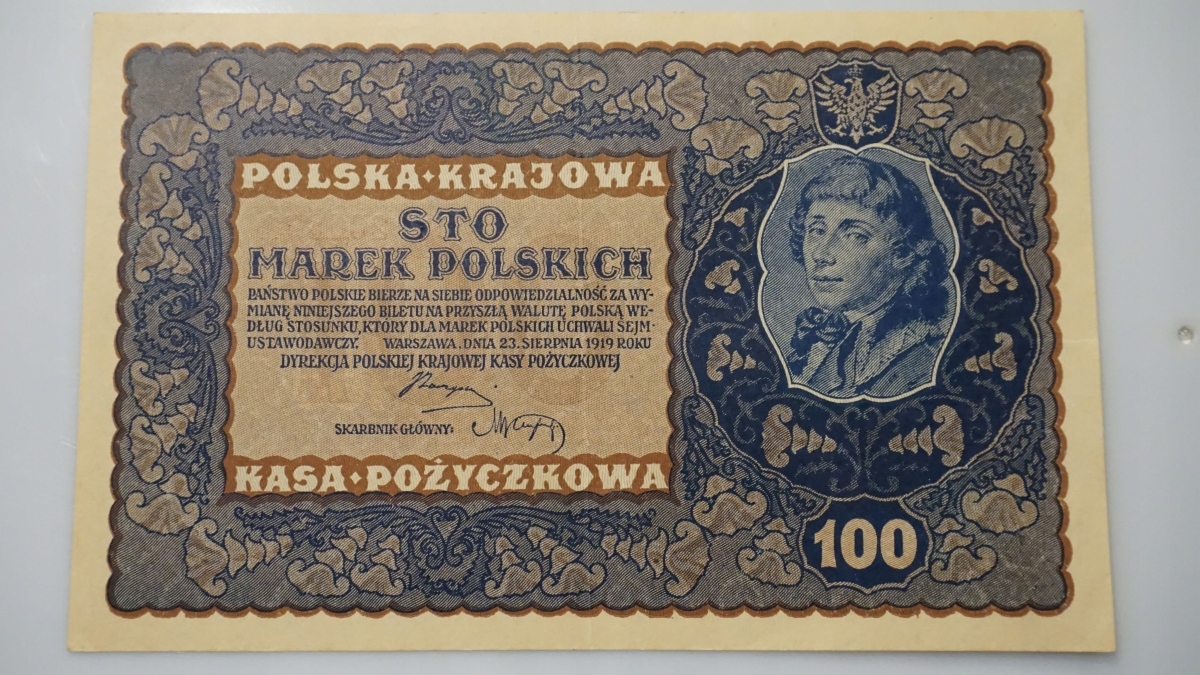 POLSKA·KRAJOWA
STO
MAREK POLSKICH
PAŃSTWO POLSKIE BIERZE NA SIEBIE ODPOWIEDZIALNOŚĆ ZA WY-
MIANĘ NINIEJSZEGO BILETU NA PRZYSZŁĄ WALUTĘ POLSKĄ WE-
DŁUG STOSUNKU, KTÓRY DLA MAREK POLSKICH UCHWALI SEJM
USTAWODAWCZY. WARSZAWA, DNIA 23. SIERPNIA 1919 ROKU
DYREKCJA POLSKIEJ KRAJOWEJ KASY POŻYCZKOWEJ
SKARBNIK GŁÓWNY:
KASA·POŻYCZKOWA
100